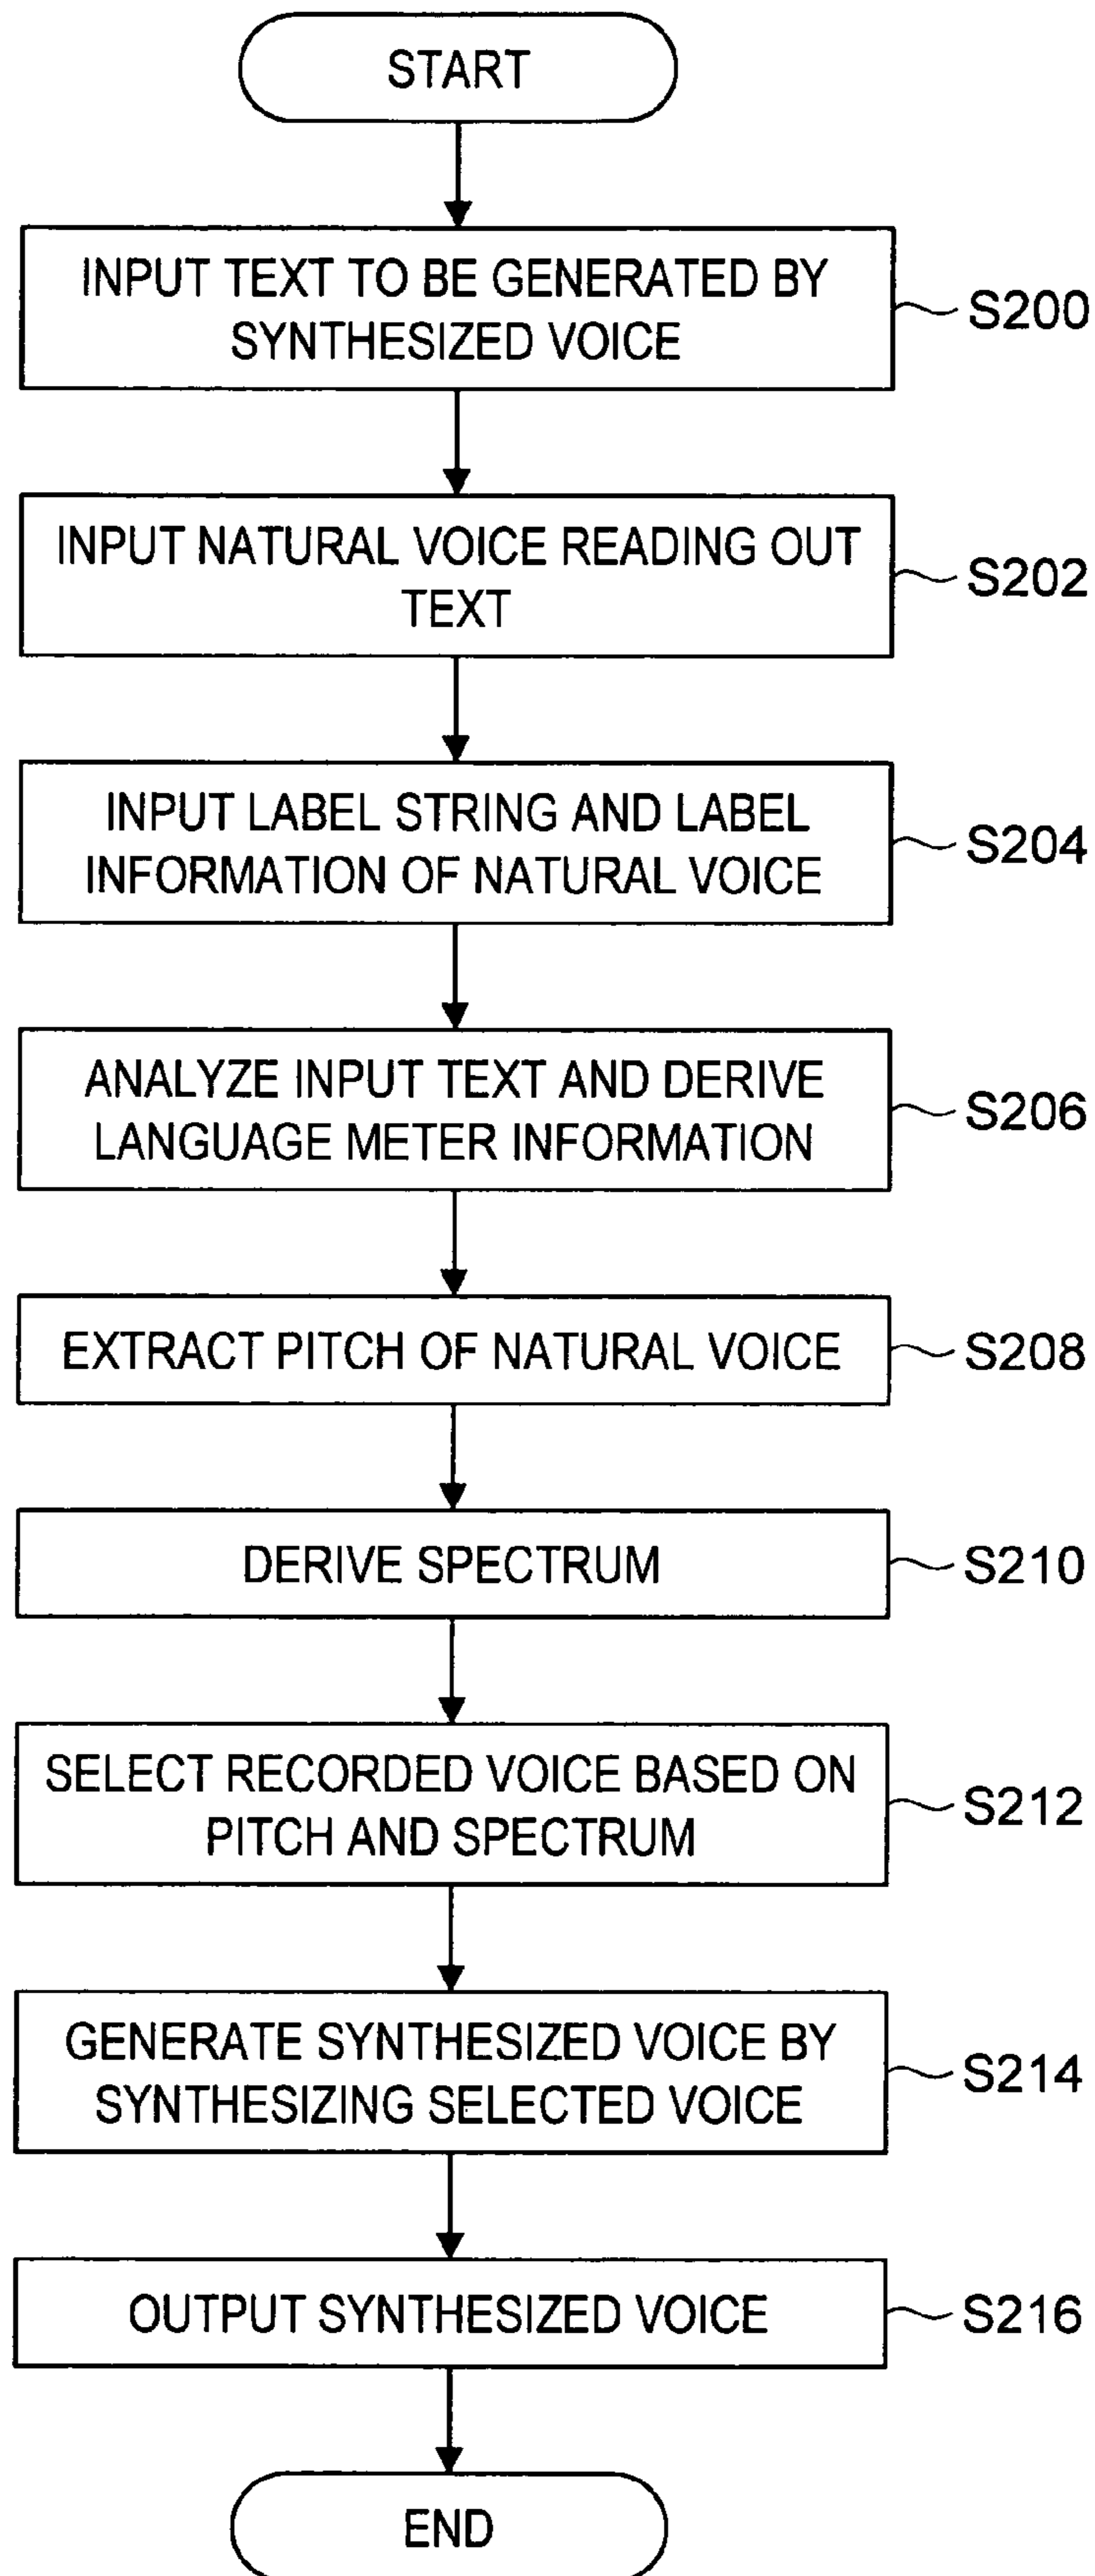 START
INPUT TEXT TO BE GENERATED BY
SYNTHESIZED VOICE
S200
INPUT NATURAL VOICE READING OUT
TEXT
S202
INPUT LABEL STRING AND LABEL
INFORMATION OF NATURAL VOICE
S204
ANALYZE INPUT TEXT AND DERIVE
LANGUAGE METER INFORMATION
S206
EXTRACT PITCH OF NATURAL VOICE
S208
DERIVE SPECTRUM
S210
SELECT RECORDED VOICE BASED ON
PITCH AND SPECTRUM
S212
GENERATE SYNTHESIZED VOICE BY
SYNTHESIZING SELECTED VOICE
S214
OUTPUT SYNTHESIZED VOICE
S216
END